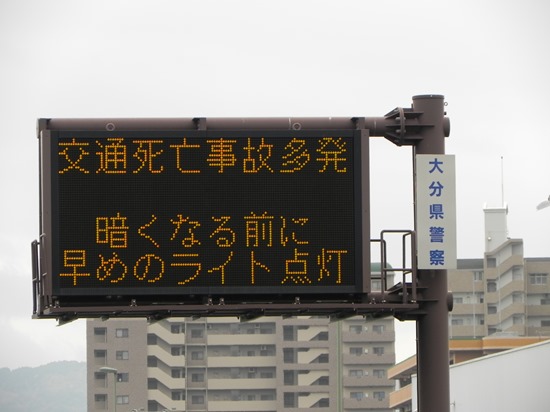 交通死亡事故多発
暗くなる前に
早めのライト点灯
大分県警察